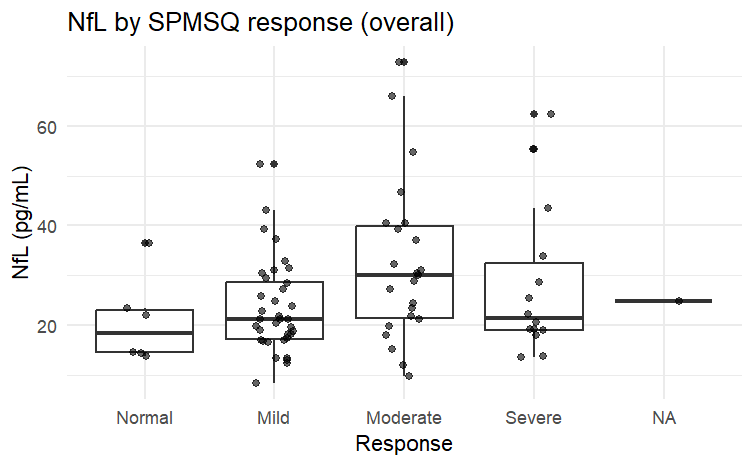 NfL by SPMSQ response (overall)
NfL (pg/mL)
60
40
20
Normal Mild Moderate Severe NA
Response